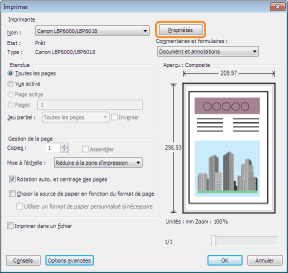 Imprimer
Imprimante
Nom :
Canon LBP6000/LBP6018
Propriétés
Etat :
Prêt
Commentaires et formulaires :
Type :
Canon LBP6000/LBP6018
Document et annotations
Etendue
Aperçu : Composite
Toutes les pages
209,97
Vue active
Page active
Pages
1
Jeu partiel :
Toutes les pages
Inverser
Gestion de la page
Copies
1
Assembler
296,93
Mise à l'échelle :
Réduire à la zone d'impression
Rotation auto. et centrage des pages
Choisir la source de papier en fonction du format de page
Utiliser un format de papier personnalisé si nécessaire
Unités : mm Zoom : 100%
Imprimer dans un fichier
1/1
Conseils
Options avancées
OK
Annuler